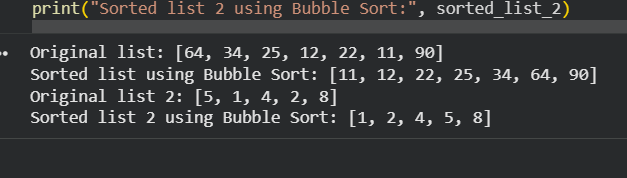 print("Sorted list 2 using Bubble Sort:", sorted_list_2)
Original list: [64, 34, 25, 12, 22, 11, 90]
Sorted list using Bubble Sort: [11, 12, 22, 25, 34, 64, 90]
Original list 2: [5, 1, 4, 2, 8]
Sorted list 2 using Bubble Sort: [1, 2, 4, 5, 8]